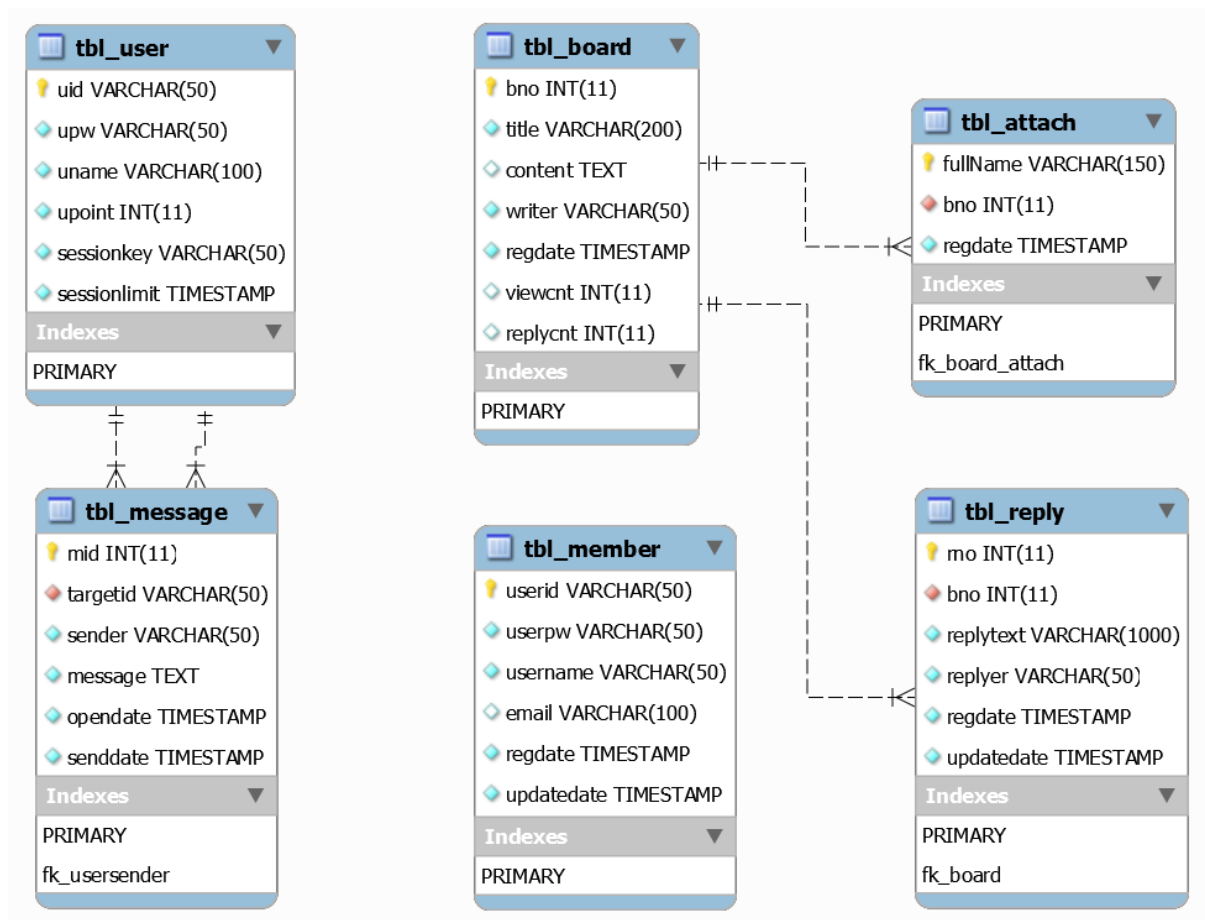 tbl_user
uid VARCHAR(50)
upw VARCHAR(50)
uname VARCHAR(100)
upoint INT(11)
sessionkey VARCHAR(50)
sessionlimit TIMESTAMP
Indexes
PRIMARY
tbl_message
mid INT(11)
targetid VARCHAR(50)
sender VARCHAR(50)
message TEXT
opendate TIMESTAMP
senddate TIMESTAMP
Indexes
PRIMARY
fk_usersender
tbl_board
bno INT(11)
title VARCHAR(200)
content TEXT
writer VARCHAR(50)
regdate TIMESTAMP
viewcnt INT(11)
replycnt INT(11)
Indexes
PRIMARY
tbl_member
userid VARCHAR(50)
userpw VARCHAR(50)
username VARCHAR(50)
email VARCHAR(100)
regdate TIMESTAMP
updatedate TIMESTAMP
Indexes
PRIMARY
tbl_attach
fullName VARCHAR(150)
bno INT(11)
regdate TIMESTAMP
Indexes
PRIMARY
fk_board_attach
tbl_reply
rno INT(11)
bno INT(11)
replytext VARCHAR(1000)
replyer VARCHAR(50)
regdate TIMESTAMP
updatedate TIMESTAMP
Indexes
PRIMARY
fk_board